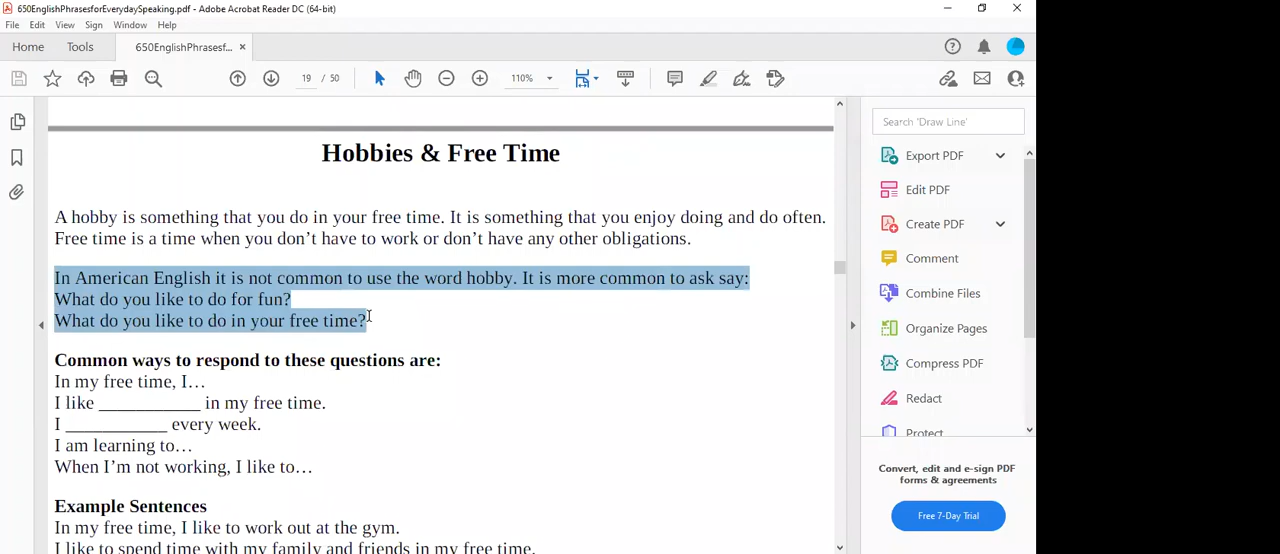 650EnglishPhrasesforEverydaySpeaking.pdf - Adobe Acrobat Reader DC (64-bit)
File Edit View Sign Window Help
Home Tools 650EnglishPhrasesf... ×
19 / 50 110%
Hobbies & Free Time
A hobby is something that you do in your free time. It is something that you enjoy doing and do often.
Free time is a time when you don't have to work or don't have any other obligations.
In American English it is not common to use the word hobby. It is more common to ask say:
What do you like to do for fun?
What do you like to do in your free time?
Common ways to respond to these questions are:
In my free time, I…
I like ___________ in my free time.
I ___________ every week.
I am learning to…
When I'm not working, I like to…
Example Sentences
In my free time, I like to work out at the gym.
I like to spend time with my family and friends in my free time.
Search 'Draw Line'
Export PDF
Edit PDF
Create PDF
Comment
Combine Files
Organize Pages
Compress PDF
Redact
Protect
Convert, edit and e-sign PDF
forms & agreements
Free 7-Day Trial